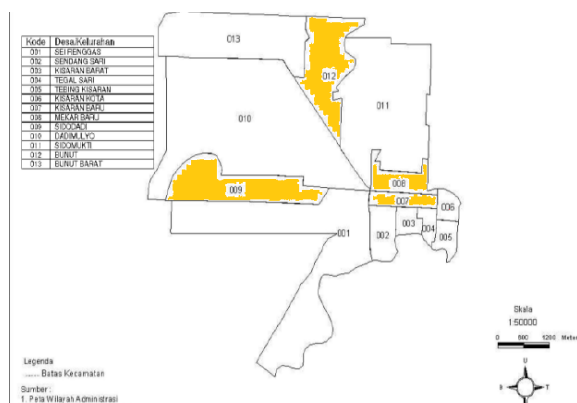 Kode Desa/Kelurahan
001 SEI RENGGAS
002 SENDANG SARI
003 KISARAN BARAT
004 TEGAL SARI
005 TEBING KISARAN
006 KISARAN KOTA
007 KISARAN BARU
008 MEKAR BARU
009 SIDODADI
010 DADIMULYO
011 SIDOMUKTI
012 BUNUT
013 BUNUT BARAT
013
012
011
010
008
009
007
006
003
001
002
004
005
Skala
1:50000
0 600 1200 Meter
U
T
Legenda
Batas Kecamatan
Sumber :
1. Peta Wilayah Administrasi